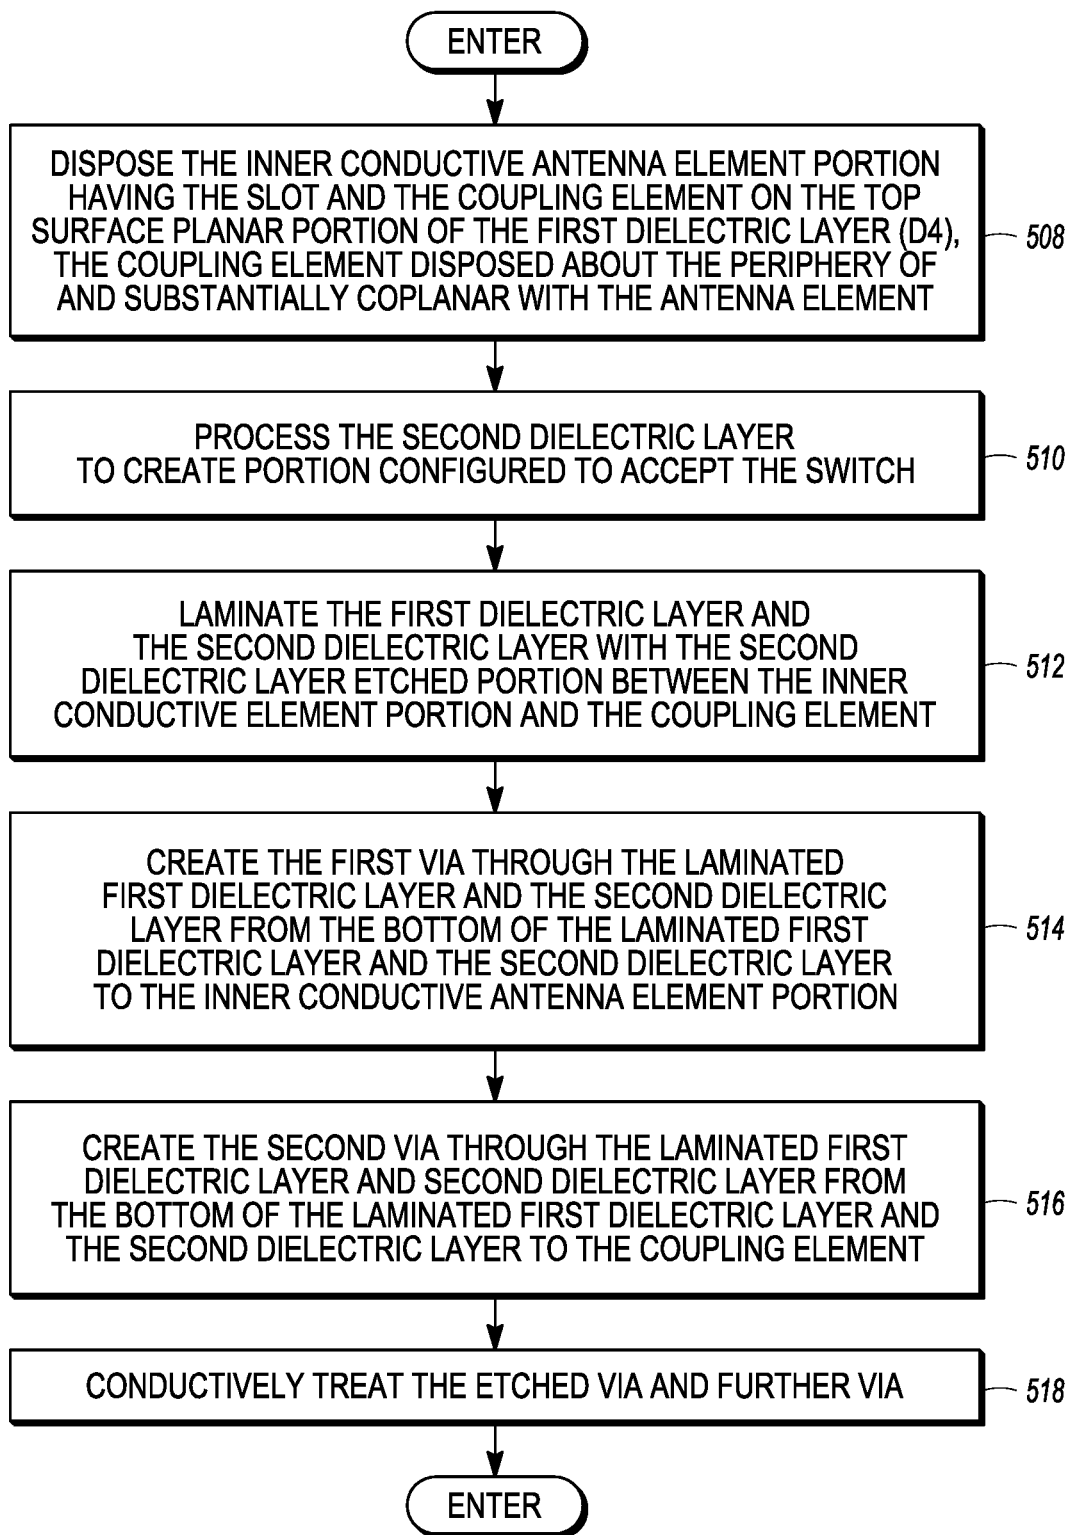 ENTER
DISPOSE THE INNER CONDUCTIVE ANTENNA ELEMENT PORTION
HAVING THE SLOT AND THE COUPLING ELEMENT ON THE TOP
SURFACE PLANAR PORTION OF THE FIRST DIELECTRIC LAYER (D4),
THE COUPLING ELEMENT DISPOSED ABOUT THE PERIPHERY OF
AND SUBSTANTIALLY COPLANAR WITH THE ANTENNA ELEMENT
508
PROCESS THE SECOND DIELECTRIC LAYER
TO CREATE PORTION CONFIGURED TO ACCEPT THE SWITCH
510
LAMINATE THE FIRST DIELECTRIC LAYER AND
THE SECOND DIELECTRIC LAYER WITH THE SECOND
DIELECTRIC LAYER ETCHED PORTION BETWEEN THE INNER
CONDUCTIVE ELEMENT PORTION AND THE COUPLING ELEMENT
512
CREATE THE FIRST VIA THROUGH THE LAMINATED
FIRST DIELECTRIC LAYER AND THE SECOND DIELECTRIC
LAYER FROM THE BOTTOM OF THE LAMINATED FIRST
DIELECTRIC LAYER AND THE SECOND DIELECTRIC LAYER
TO THE INNER CONDUCTIVE ANTENNA ELEMENT PORTION
514
CREATE THE SECOND VIA THROUGH THE LAMINATED FIRST
DIELECTRIC LAYER AND SECOND DIELECTRIC LAYER FROM
THE BOTTOM OF THE LAMINATED FIRST DIELECTRIC LAYER AND
THE SECOND DIELECTRIC LAYER TO THE COUPLING ELEMENT
516
CONDUCTIVELY TREAT THE ETCHED VIA AND FURTHER VIA
518
ENTER